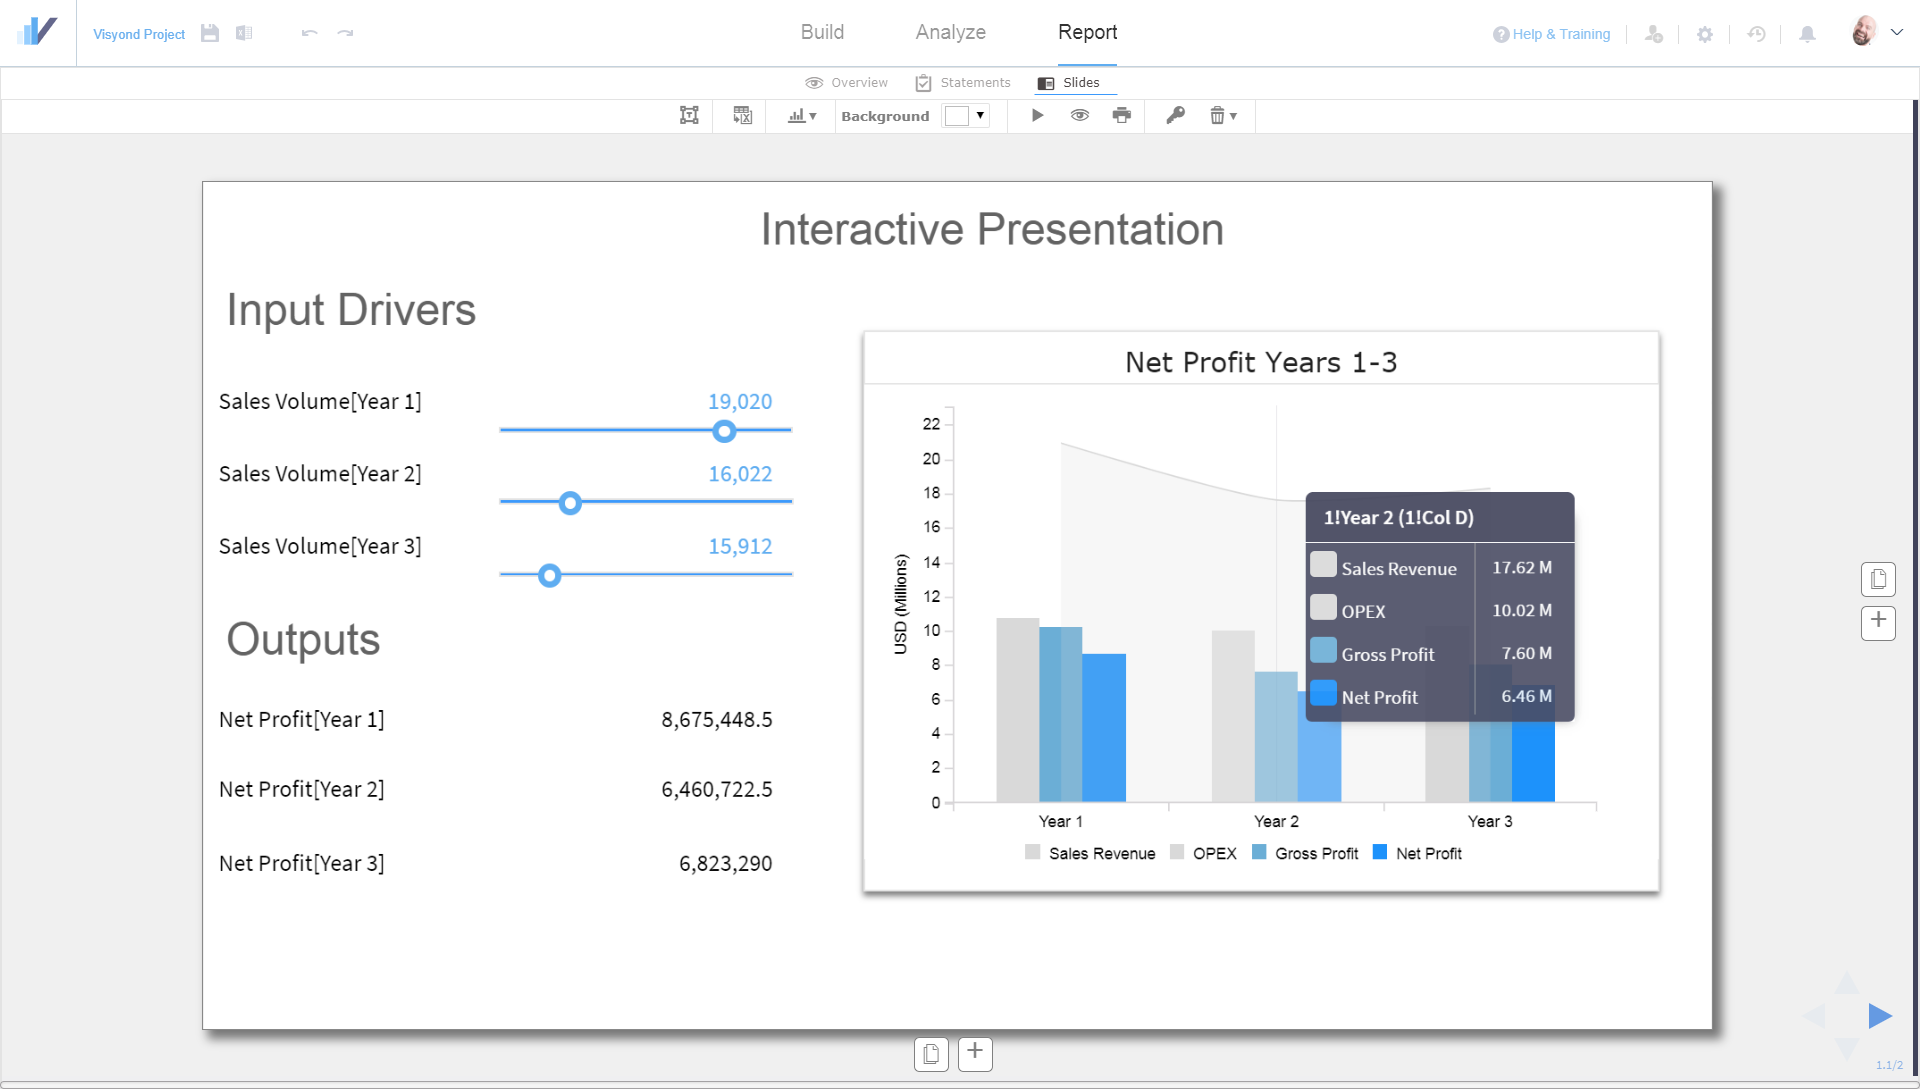 Visyond Project
Build
Analyze
Report
Help & Training
Overview
Statements
Slides
Background
Interactive Presentation
Input Drivers
Sales Volume[Year 1] 19,020
Sales Volume[Year 2] 16,022
Sales Volume[Year 3] 15,912
Outputs
Net Profit[Year 1] 8,675,448.5
Net Profit[Year 2] 6,460,722.5
Net Profit[Year 3] 6,823,290
Net Profit Years 1-3
USD (Millions)
22
20
18
16
14
12
10
8
6
4
2
0
1!Year 2 (1!Col D)
Sales Revenue 17.62 M
OPEX 10.02 M
Gross Profit 7.60 M
Net Profit 6.46 M
Year 1 Year 2 Year 3
Sales Revenue OPEX Gross Profit Net Profit
1.1/2